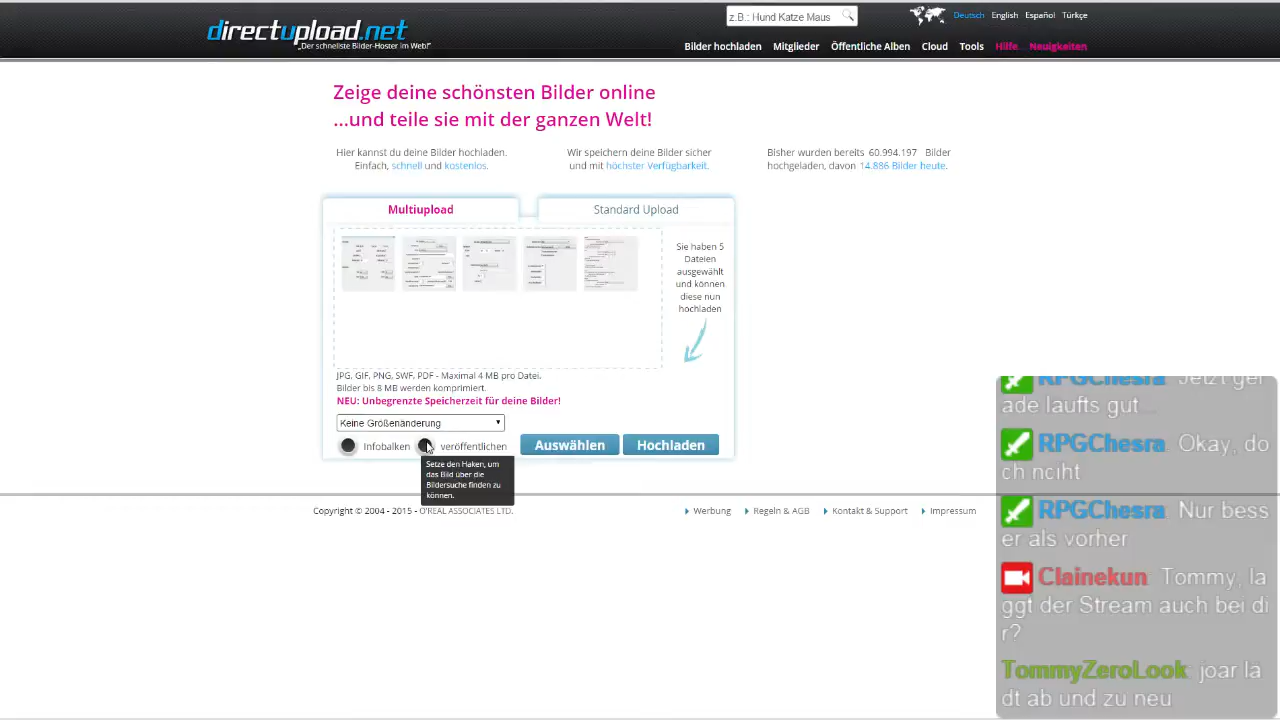 directupload.net
„Der schnellste Bilder-Hoster im Web!“
z.B.: Hund Katze Maus
Deutsch English Español Türkçe
Bilder hochladen Mitglieder Öffentliche Alben Cloud Tools Hilfe Neuigkeiten
Zeige deine schönsten Bilder online
...und teile sie mit der ganzen Welt!
Hier kannst du deine Bilder hochladen.
Einfach, schnell und kostenlos.
Wir speichern deine Bilder sicher
und mit höchster Verfügbarkeit.
Bisher wurden bereits 60.994.197 Bilder
hochgeladen, davon 14.886 Bilder heute.
Multiupload
Standard Upload
Sie haben 5
Dateien
ausgewählt
und können
diese nun
hochladen
JPG, GIF, PNG, SWF, PDF - Maximal 4 MB pro Datei.
Bilder bis 8 MB werden komprimiert.
NEU: Unbegrenzte Speicherzeit für deine Bilder!
Keine Größenänderung
Infobalken veröffentlichen Auswählen Hochladen
Setze den Haken, um
das Bild über die
Bildersuche finden zu
können.
Copyright © 2004 - 2015 - O'REAL ASSOCIATES LTD.
Werbung Regeln & AGB Kontakt & Support Impressum
RPGChesra Jetzt ger
ade laufts gut
RPGChesra Okay, do
ch nciht
RPGChesra Nur bess
er als vorher
Clainekun Tommy, la
ggt der Stream auch bei di
r?
TommyZeroLook joar lä
dt ab und zu neu